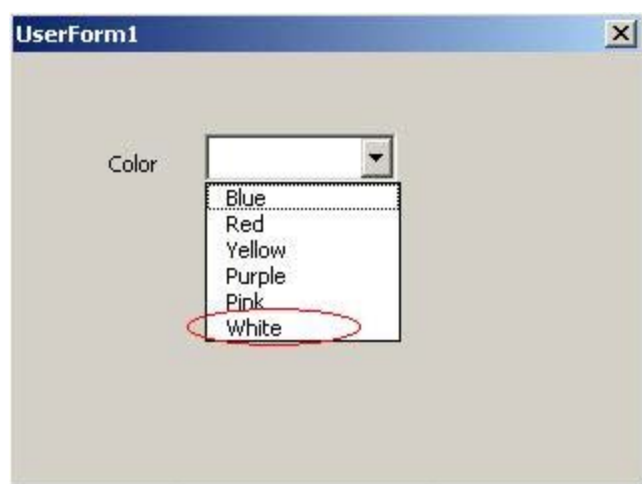 UserForm1
Color
Blue
Red
Yellow
Purple
Pink
White